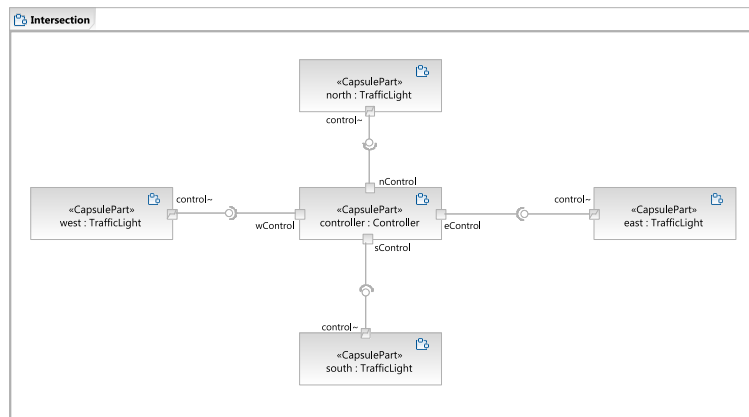 Intersection
«CapsulePart»
north : TrafficLight
control~
nControl
«CapsulePart»
west : TrafficLight
control~
wControl
«CapsulePart»
controller : Controller
eControl
sControl
control~
«CapsulePart»
east : TrafficLight
control~
«CapsulePart»
south : TrafficLight